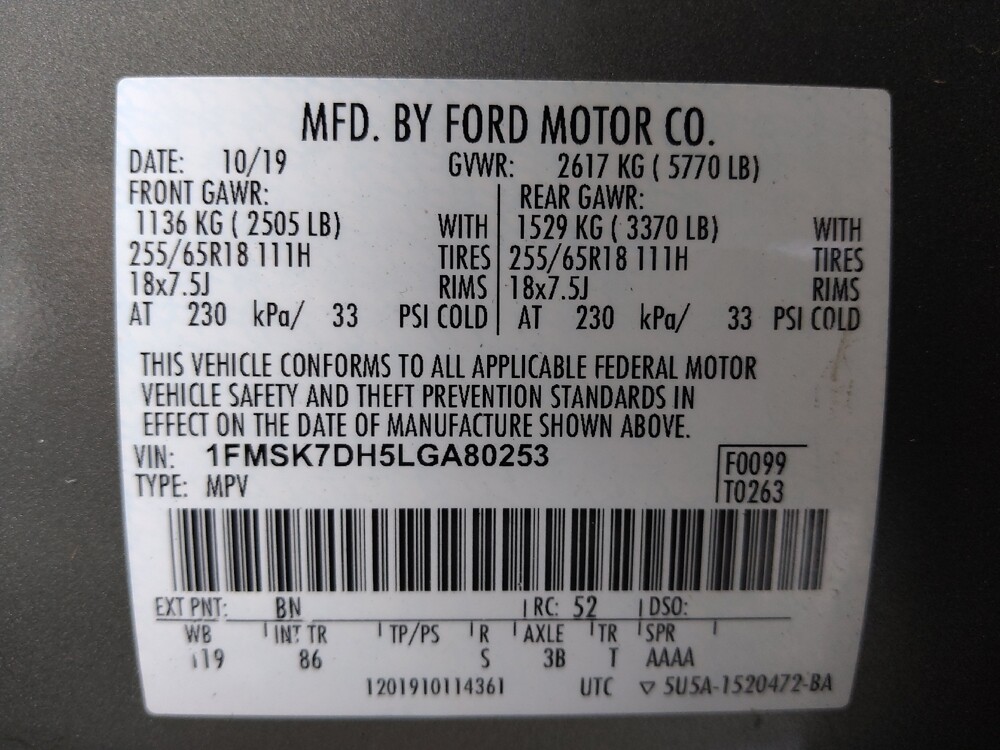 MFD. BY FORD MOTOR CO.
DATE: 10/19 GVWR: 2617 KG ( 5770 LB)
FRONT GAWR: REAR GAWR:
1136 KG ( 2505 LB) WITH 1529 KG ( 3370 LB) WITH
255/65R18 111H TIRES 255/65R18 111H TIRES
18x7.5J RIMS 18x7.5J RIMS
AT 230 kPa/ 33 PSI COLD AT 230 kPa/ 33 PSI COLD
THIS VEHICLE CONFORMS TO ALL APPLICABLE FEDERAL MOTOR
VEHICLE SAFETY AND THEFT PREVENTION STANDARDS IN
EFFECT ON THE DATE OF MANUFACTURE SHOWN ABOVE.
VIN: 1FMSK7DH5LGA80253 F0099
TYPE: MPV T0263
EXT PNT: BN RC: 52 DSO:
WB INT TR TP/PS R AXLE TR SPR
119 86 S 3B T AAAA
1201910114361 UTC ▽ 5U5A-1520472-BA